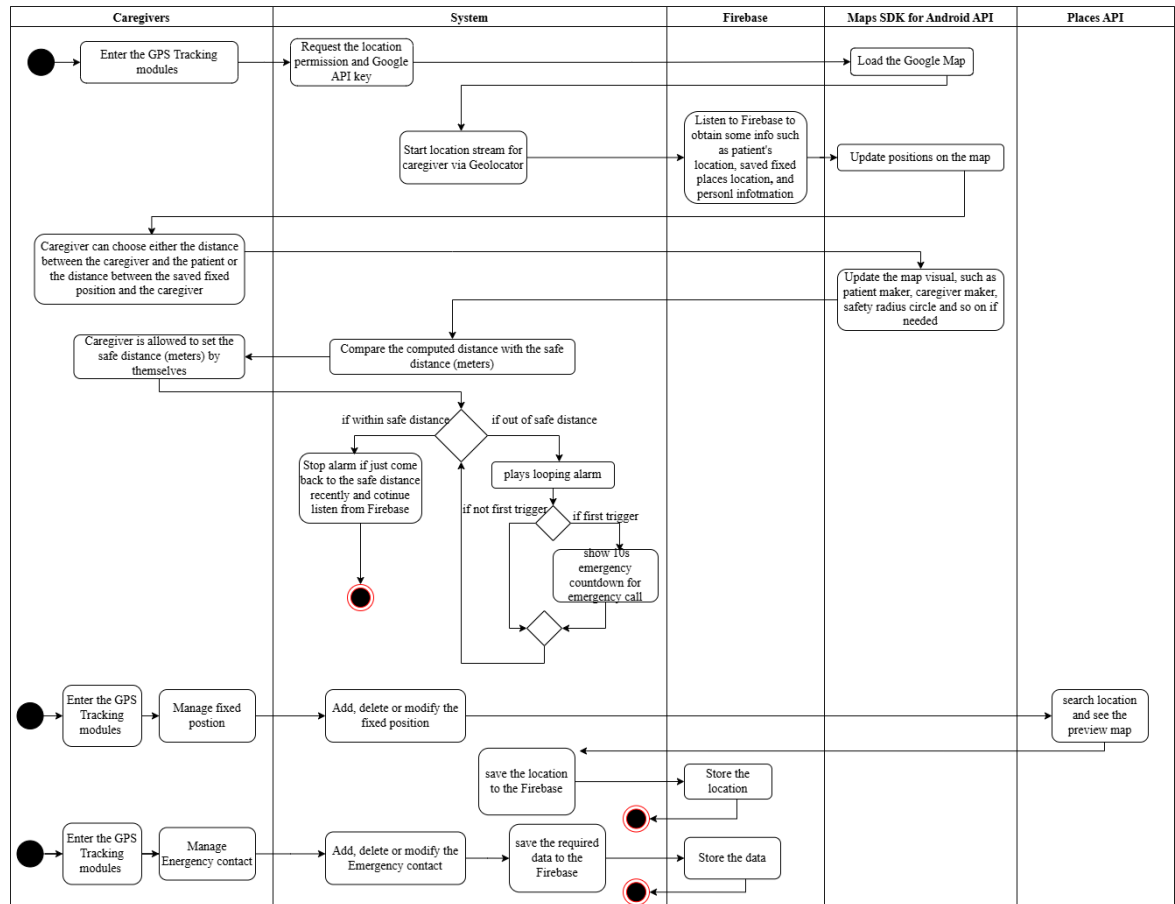 Caregivers
System
Firebase
Maps SDK for Android API
Places API
Enter the GPS Tracking
modules
Request the location
permission and Google
API key
Load the Google Map
Start location stream for
caregiver via Geolocator
Listen to Firebase to
obtain some info such
as patient's
location, saved fixed
places location, and
personl infotmation
Update positions on the map
Caregiver can choose either the distance
between the caregiver and the patient or
the distance between the saved fixed
position and the caregiver
Update the map visual, such as
patient maker, caregiver maker,
safety radius circle and so on if
needed
Caregiver is allowed to set the
safe distance (meters) by
themselves
Compare the computed distance with the safe
distance (meters)
if within safe distance
if out of safe distance
Stop alarm if just come
back to the safe distance
recently and cotinue
listen from Firebase
plays looping alarm
if not first trigger
if first trigger
show 10s
emergency
countdown for
emergency call
Enter the GPS
Tracking
modules
Manage fixed
postion
Add, delete or modify the
fixed position
search location
and see the
preview map
save the location
to the Firebase
Store the
location
Enter the GPS
Tracking
modules
Manage
Energency contact
Add, delete or modify the
Emergency contact
save the required
data to the
Firebase
Store the data